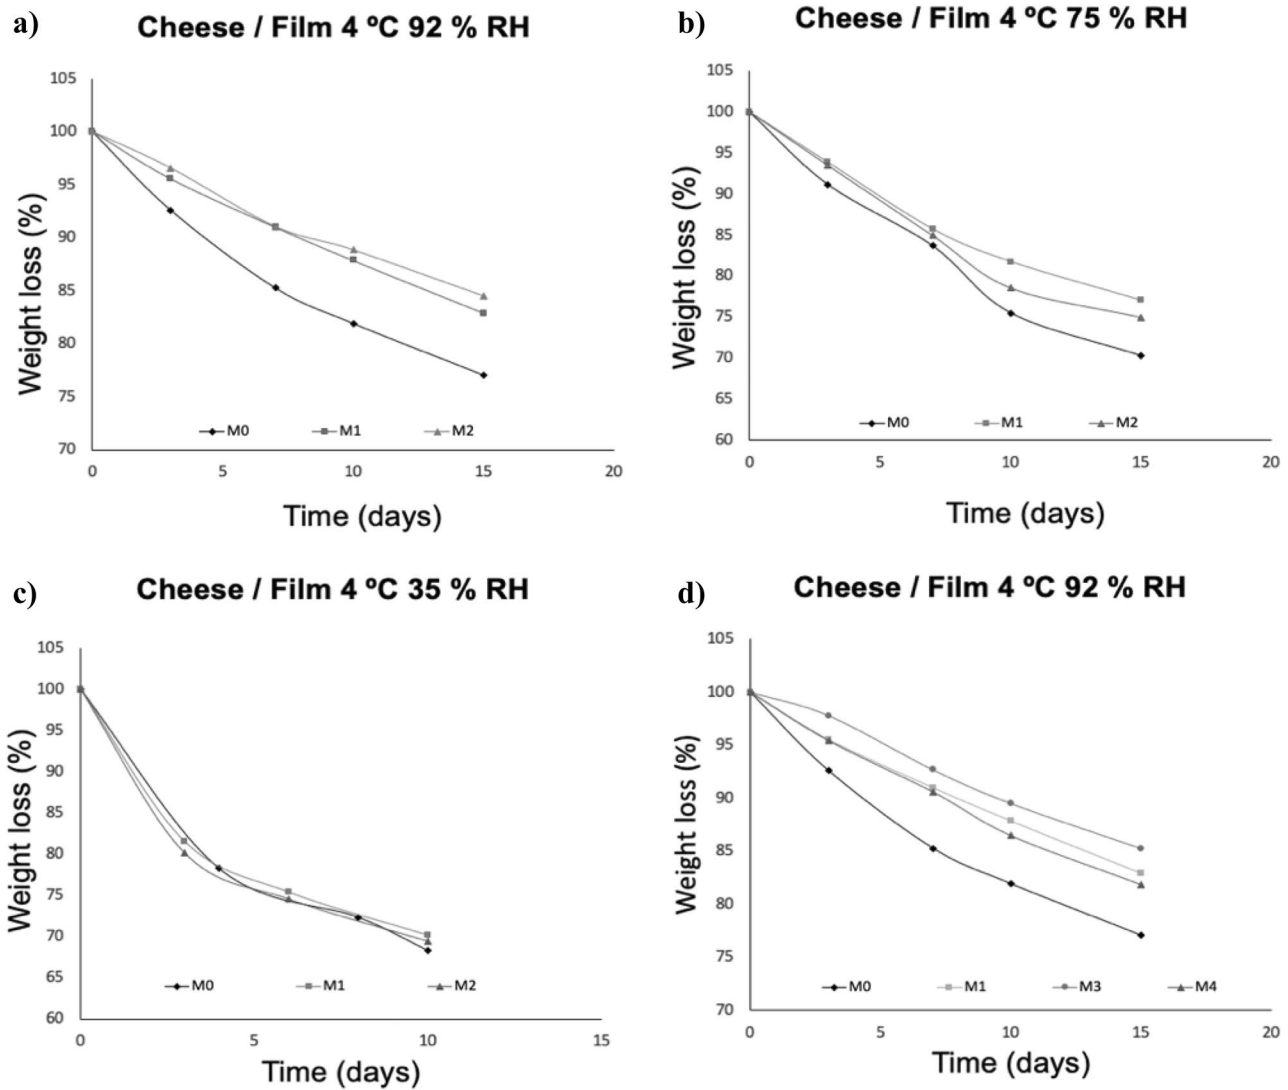 a)
Cheese / Film 4 ºC 92 % RH
105
100
95
90
85
80
75
70
Weight loss (%)
M0 M1 M2
0 5 10 15 20
Time (days)
b)
Cheese / Film 4 ºC 75 % RH
105
100
95
90
85
80
75
70
65
60
Weight loss (%)
M0 M1 M2
0 5 10 15 20
Time (days)
c)
Cheese / Film 4 ºC 35 % RH
105
100
95
90
85
80
75
70
65
60
Weight loss (%)
M0 M1 M2
0 5 10 15
Time (days)
d)
Cheese / Film 4 ºC 92 % RH
105
100
95
90
85
80
75
70
Weight loss (%)
M0 M1 M3 M4
0 5 10 15 20
Time (days)